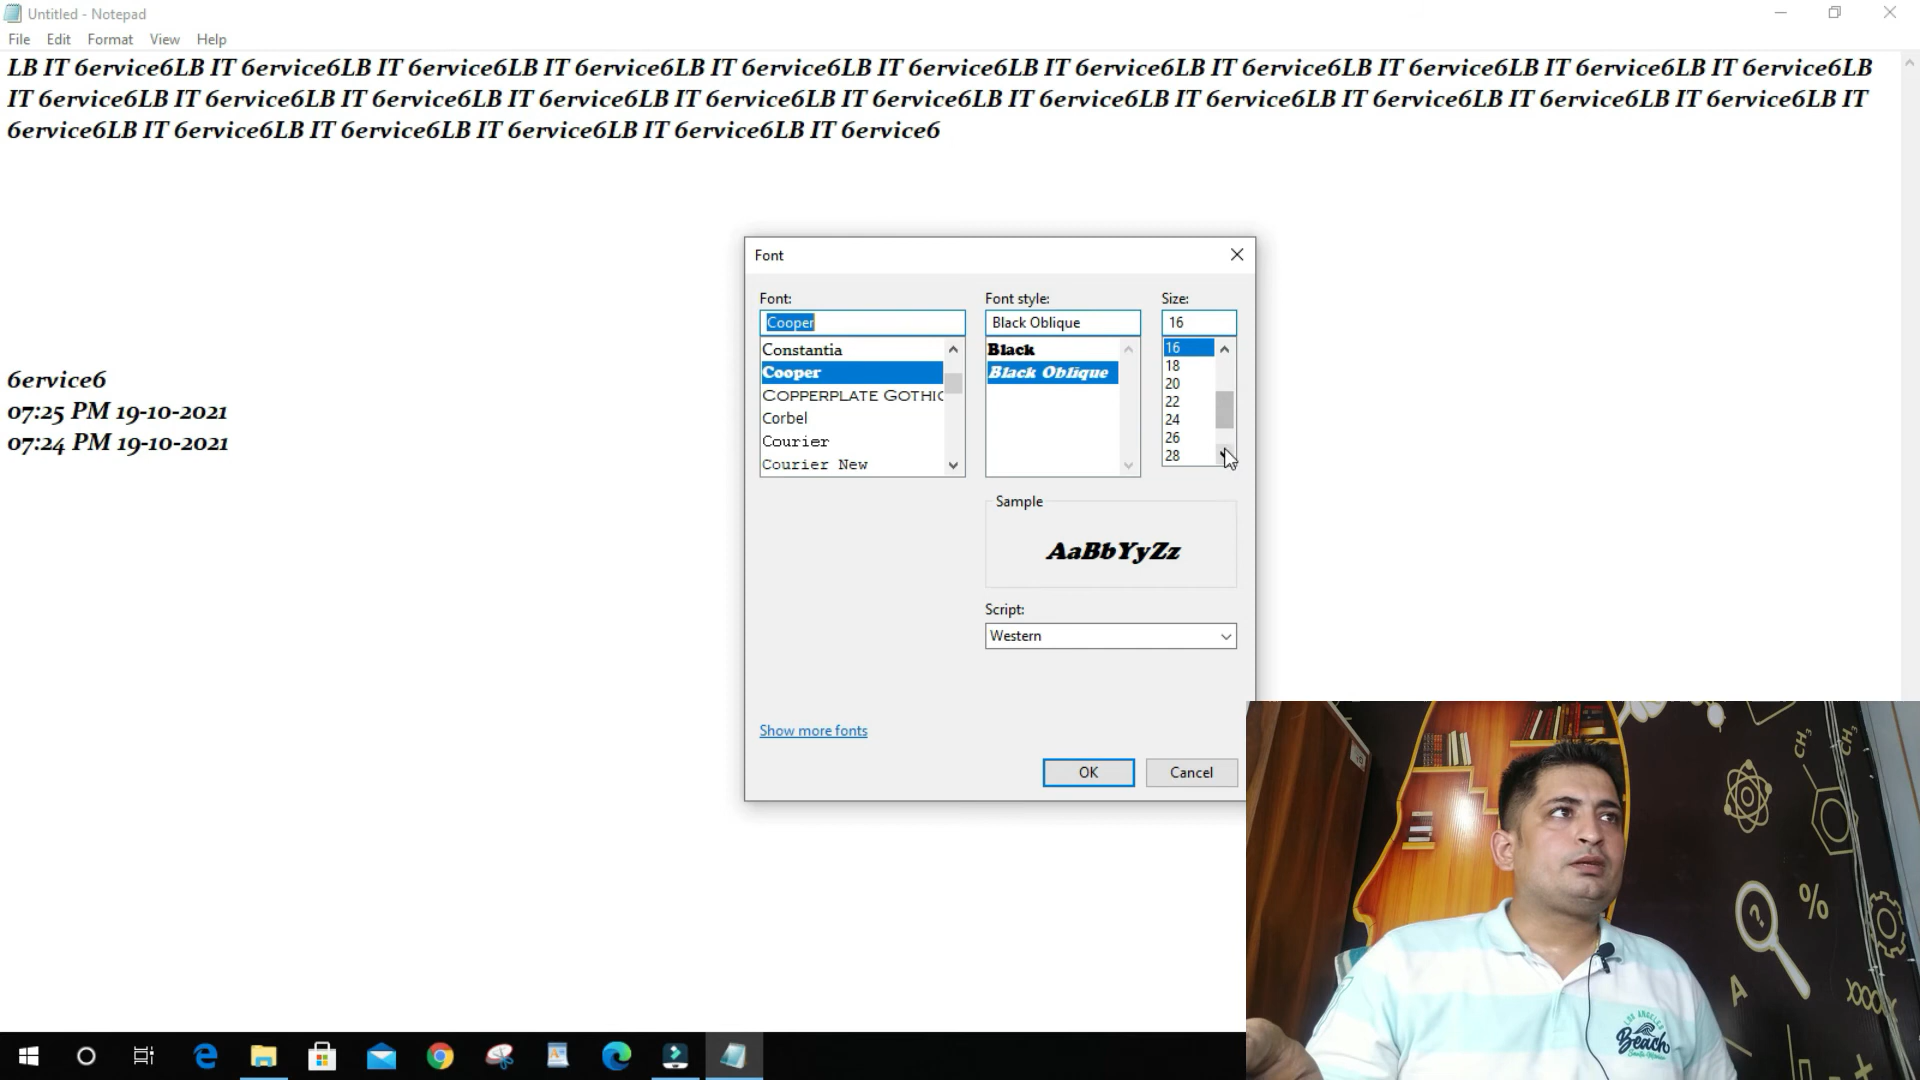 Untitled - Notepad
File Edit Format View Help
LB IT 6ervice6LB IT 6ervice6LB IT 6ervice6LB IT 6ervice6LB IT 6ervice6LB IT 6ervice6LB IT 6ervice6LB IT 6ervice6LB IT 6ervice6LB IT 6ervice6LB IT 6ervice6LB
IT 6ervice6LB IT 6ervice6LB IT 6ervice6LB IT 6ervice6LB IT 6ervice6LB IT 6ervice6LB IT 6ervice6LB IT 6ervice6LB IT 6ervice6LB IT 6ervice6LB IT 6ervice6LB IT
6ervice6LB IT 6ervice6LB IT 6ervice6LB IT 6ervice6LB IT 6ervice6LB IT 6ervice6
6ervice6
07:25 PM 19-10-2021
07:24 PM 19-10-2021
Font
Font: Font style: Size:
Cooper Black Oblique 16
Constantia Black 16
Cooper Black Oblique 18
Copperplate Gothic 20
Corbel 22
Courier 24
Courier New 26
28
Sample
AaBbYyZz
Script:
Western
Show more fonts
OK Cancel
CH3 CH3
?
%
A
LOS ANGELES
Beach